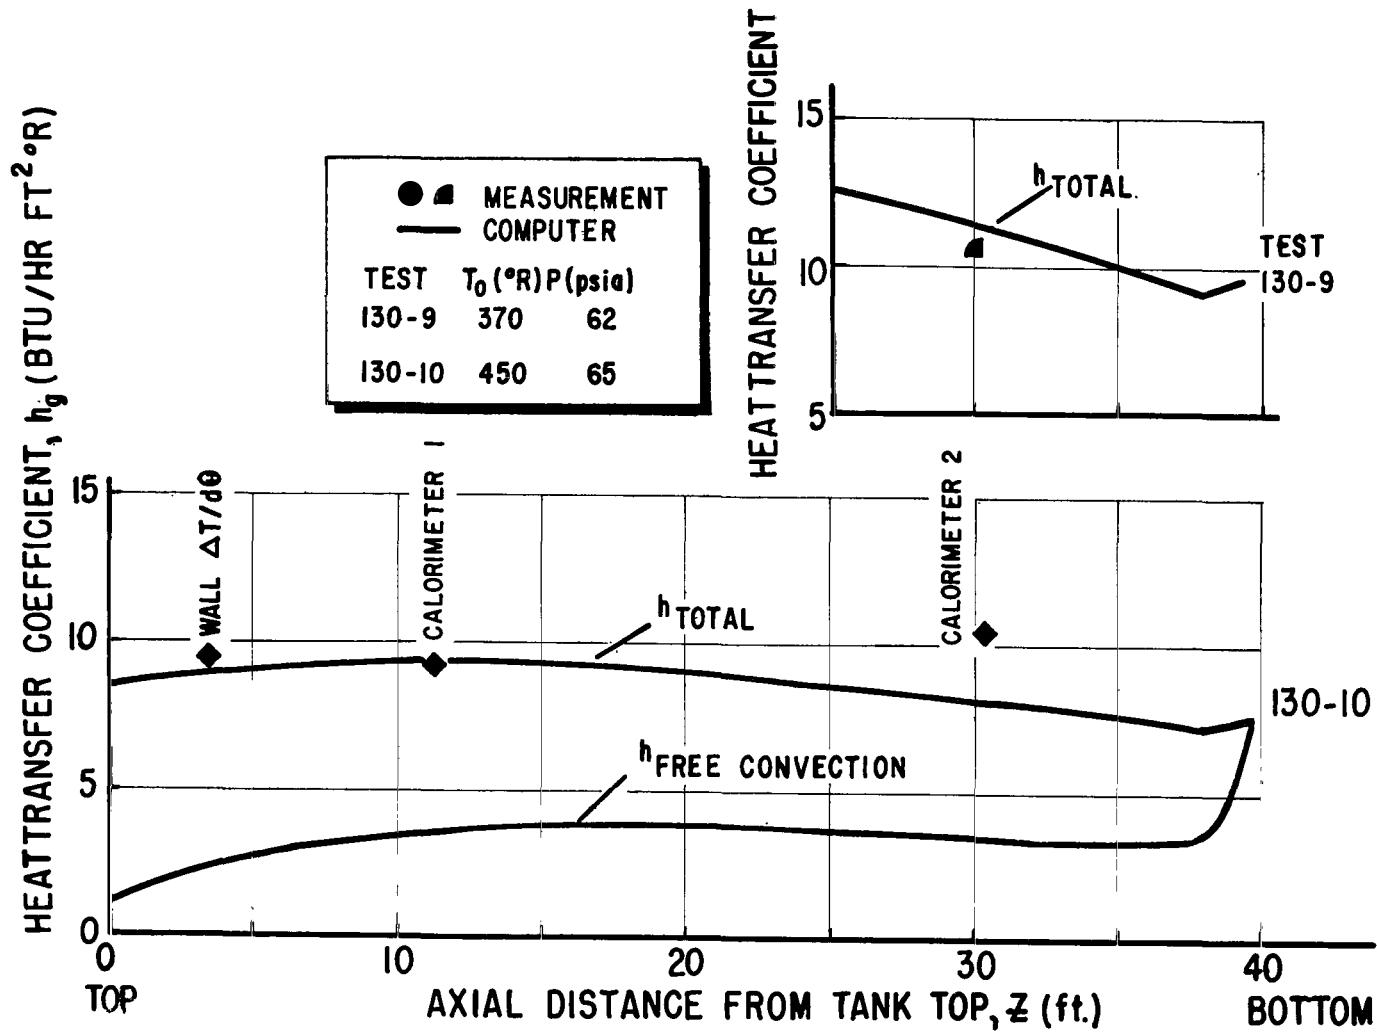 HEATTRANSFER COEFFICIENT, hg (BTU/HR FT² °R)
MEASUREMENT
COMPUTER
TEST T₀ (°R) P (psia)
130-9 370 62
130-10 450 65
HEATTRANSFER COEFFICIENT
15
10
5
hTOTAL.
TEST
130-9
15
10
5
0
WALL ΔT/dθ
CALORIMETER 1
CALORIMETER 2
hTOTAL
130-10
hFREE CONVECTION
0 10 20 30 40
TOP AXIAL DISTANCE FROM TANK TOP, Z (ft.) BOTTOM